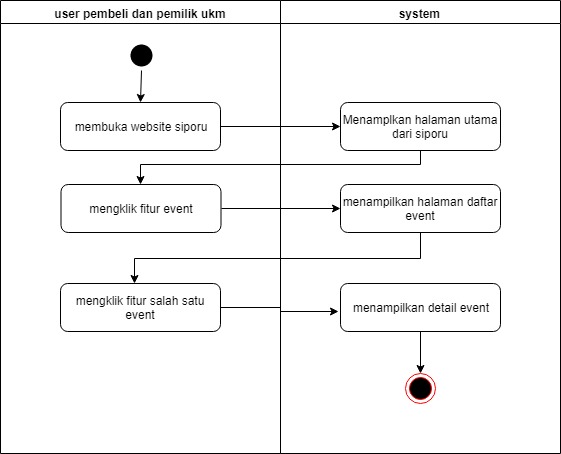 user pembeli dan pemilik ukm
system
membuka website siporu
Menamplkan halaman utama
dari siporu
mengklik fitur event
menampilkan halaman daftar
event
mengklik fitur salah satu
event
menampilkan detail event